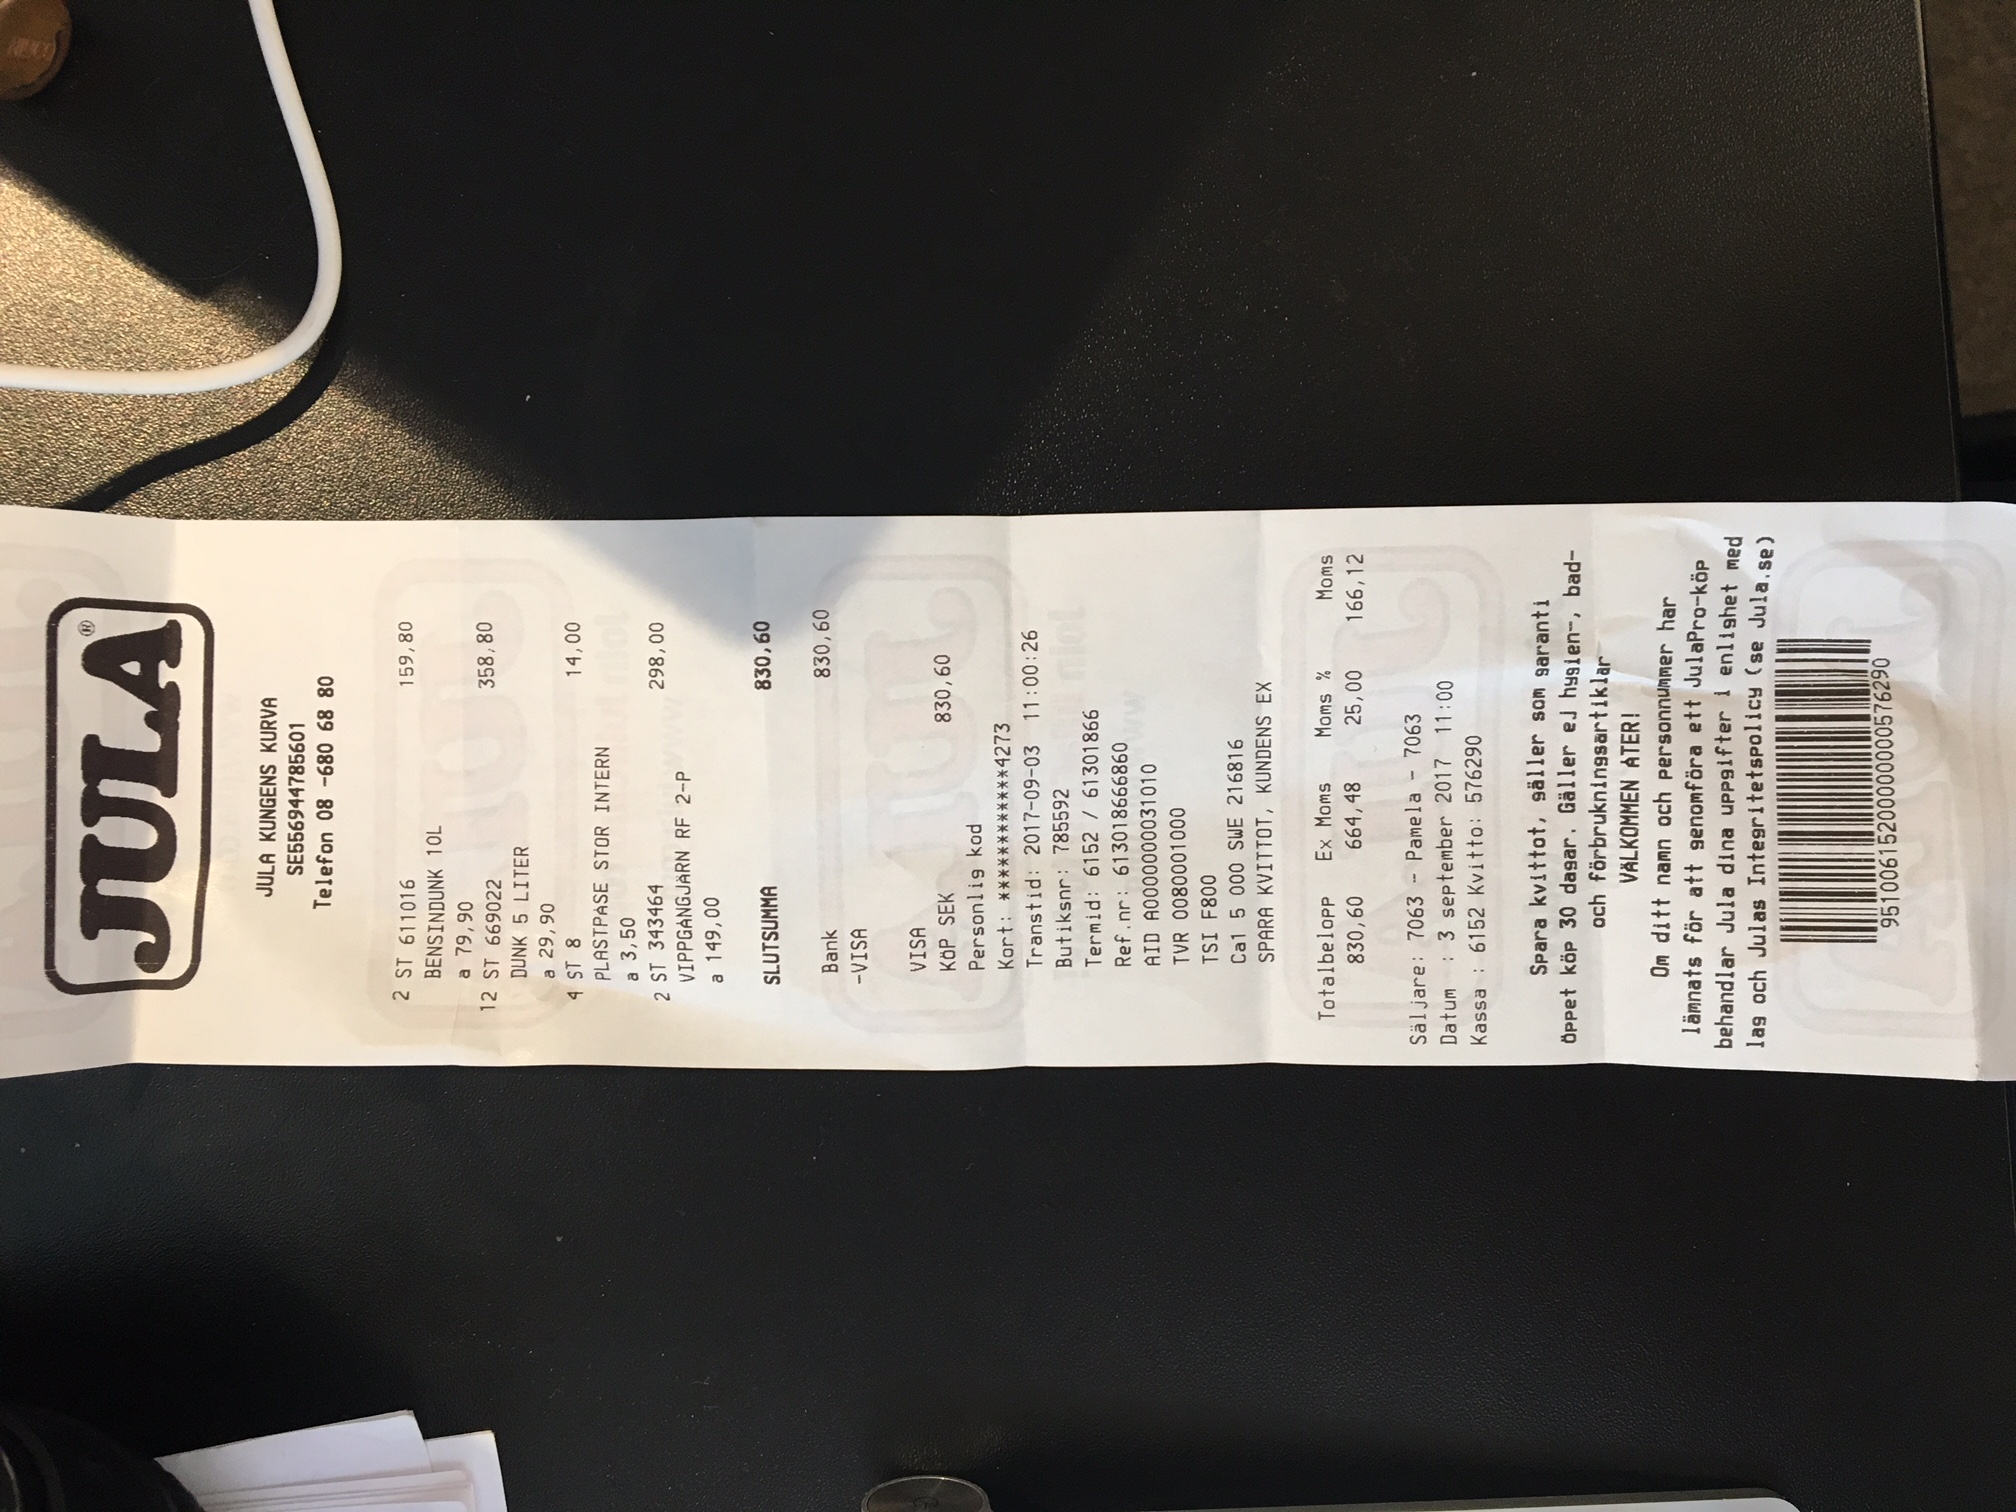 JULA®
JULA KUNGENS KURVA
SE556944785601
Telefon 08 -680 68 80
2 ST 611016 159,80
BENSINDUNK 10L
a 79,90
12 ST 669022 358,80
DUNK 5 LITER
a 29,90
4 ST 8 14,00
PLASTPÅSE STOR INTERN
a 3,50
2 ST 343464 298,00
VIPPGÅNGJÄRN RF 2-P
a 149,00
SLUTSUMMA 830,60
Bank 830,60
-VISA
VISA
KÖP SEK 830,60
Personlig kod
Kort: ************4273
Transtid: 2017-09-03 11:00:26
Butiksnr: 785592
Termid: 6152 / 61301866
Ref.nr: 613018666860
AID A0000000031010
TVR 0080001000
TSI F800
Ca1 5 000 SWE 216816
SPARA KVITTOT, KUNDENS EX
Totalbelopp Ex Moms Moms % Moms
830,60 664,48 25,00 166,12
Säljare: 7063 - Pamela - 7063
Datum : 3 september 2017 11:00
Kassa : 6152 Kvitto: 576290
Spara kvittot, gäller som garanti
Öppet köp 30 dagar. Gäller ej hygien-, bad-
och förbrukningsartiklar
VÄLKOMMEN ÅTER!
Om ditt namn och personnummer har
lämnats för att genomföra ett JulaPro-köp
behandlar Jula dina uppgifter i enlighet med
lag och Julas Integritetspolicy (se Jula.se)
95100615200000000576290